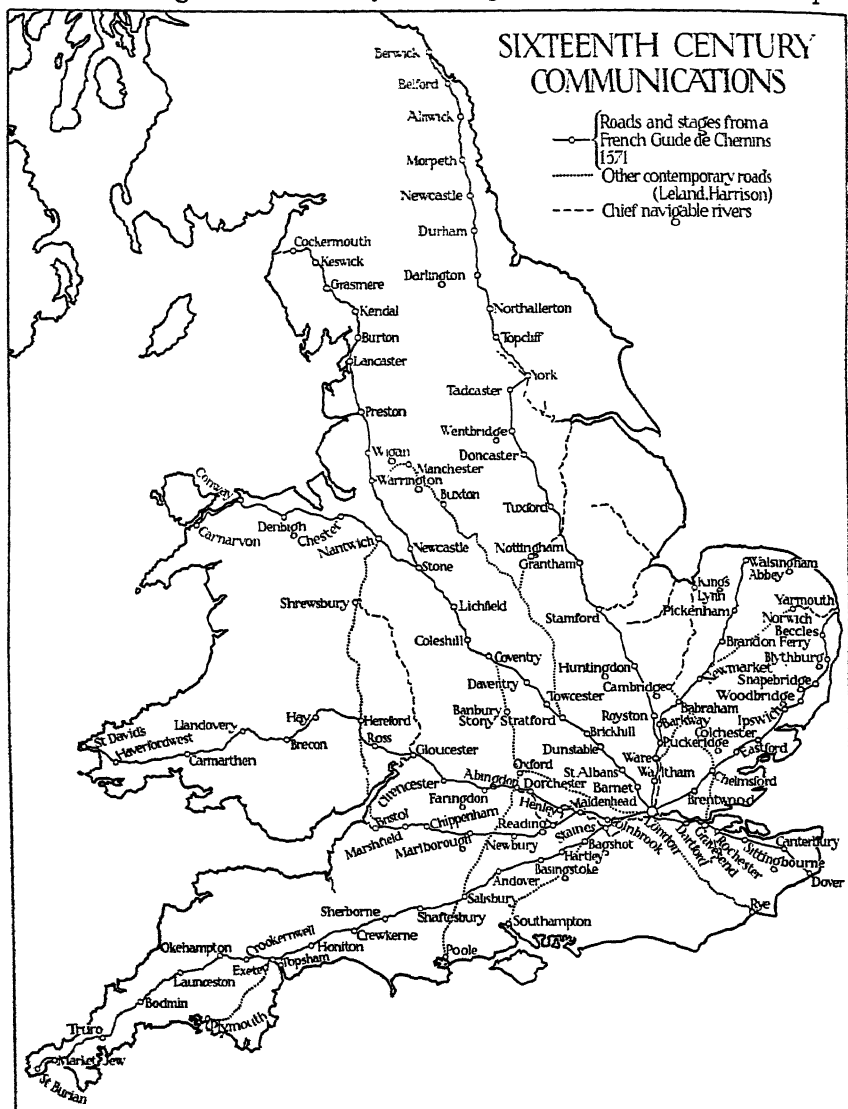 SIXTEENTH CENTURY
COMMUNICATIONS
Roads and stages from a
French Guide de Chemins
1571
Other contemporary roads
(Leland, Harrison)
Chief navigable rivers
Berwick
Belford
Alnwick
Morpeth
Newcastle
Durham
Darlington
Northallerton
Topcliff
York
Tadcaster
Wentbridge
Doncaster
Tuxford
Nottingham
Grantham
Stamford
Huntingdon
Cambridge
Royston
Barkway
Puckeridge
Ware
Waltham
London
Cockermouth
Keswick
Grasmere
Kendal
Burton
Lancaster
Preston
Wigan
Manchester
Warrington
Buxton
Newcastle
Stone
Lichfield
Coleshill
Coventry
Daventry
Towcester
Stony Stratford
Brickhill
Dunstable
St. Albans
Barnet
Banbury
Conway
Carnarvon
Denbigh
Chester
Nantwich
Shrewsbury
Hereford
Ross
Hay
Brecon
Llandovery
Carmarthen
Haverfordwest
St David's
Gloucester
Cirencester
Faringdon
Abingdon
Oxford
Dorchester
Henley
Maidenhead
Colnbrook
Staines
Bristol
Marshfield
Chippenham
Marlborough
Newbury
Reading
Bagshot
Hartley
Basingstoke
Andover
Salisbury
Shaftesbury
Sherborne
Crewkerne
Honiton
Topsham
Exeter
Crookernwell
Okehampton
Launceston
Bodmin
Truro
Market Jew
St Burian
Plymouth
Poole
Southampton
Kings
Lynn
Walsingham
Abbey
Pickenham
Brandon Ferry
Newmarket
Babraham
Yarmouth
Norwich
Beccles
Blythburg
Snapebridge
Woodbridge
Ipswich
Colchester
Eastford
Chelmsford
Brentwood
Dartford
Gravesend
Rochester
Sittingbourne
Canterbury
Dover
Rye